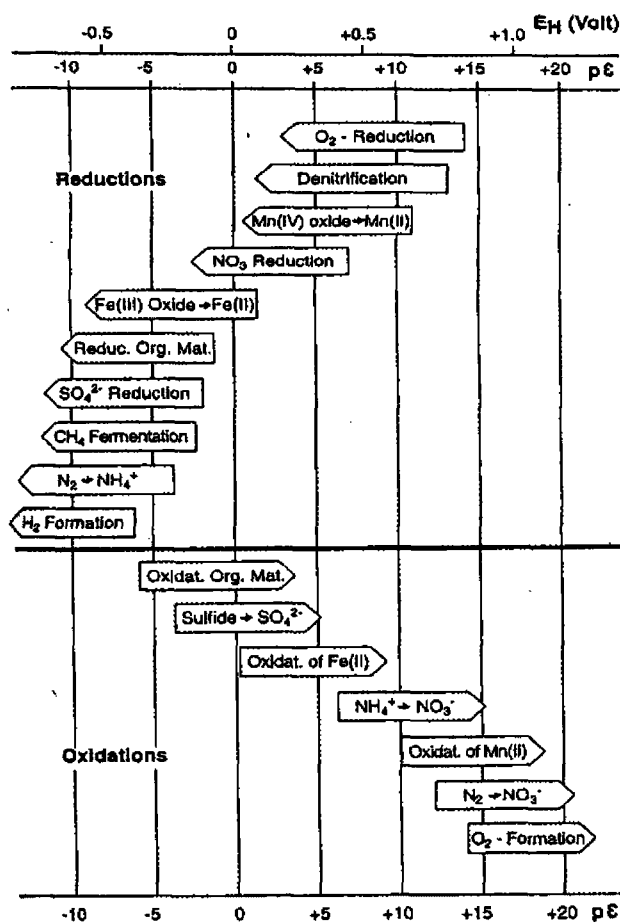 E_H (Volt)
-0.5 0 +0.5 +1.0
-10 -5 0 +5 +10 +15 +20 pε
O₂ - Reduction
Reductions
Denitrification
Mn(IV) oxide→Mn(II)
NO₃ Reduction
Fe(III) Oxide→Fe(II)
Reduc. Org. Mat.
SO₄²⁻ Reduction
CH₄ Fermentation
N₂ → NH₄⁺
H₂ Formation
Oxidat. Org. Mat.
Sulfide → SO₄²⁻
Oxidat. of Fe(II)
NH₄⁺ → NO₃⁻
Oxidations
Oxidat. of Mn(II)
N₂ → NO₃⁻
O₂ - Formation
-10 -5 0 +5 +10 +15 +20 pε